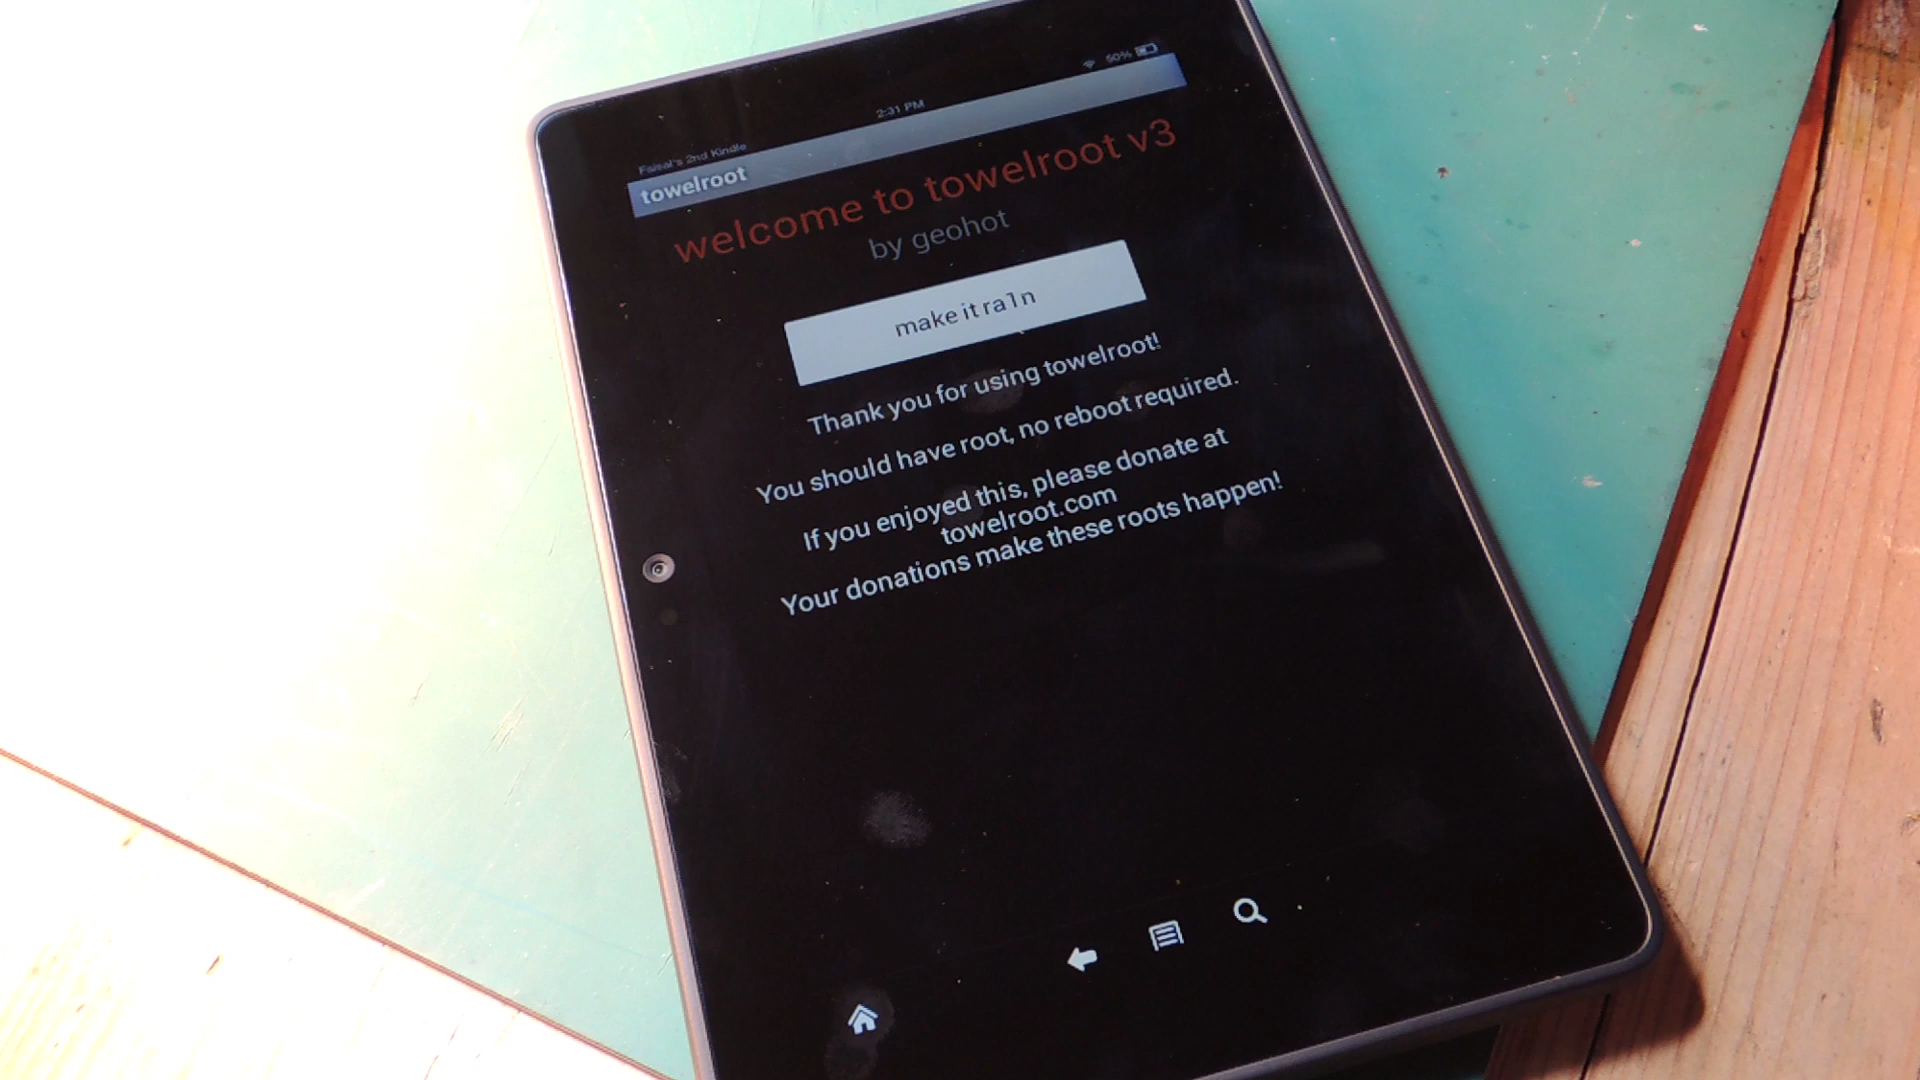 50%
2:31 PM
Faisal's 2nd Kindle
towelroot
welcome to towelroot v3
by geohot
make it ra1n
Thank you for using towelroot!
You should have root, no reboot required.
If you enjoyed this, please donate at
towelroot.com
Your donations make these roots happen!